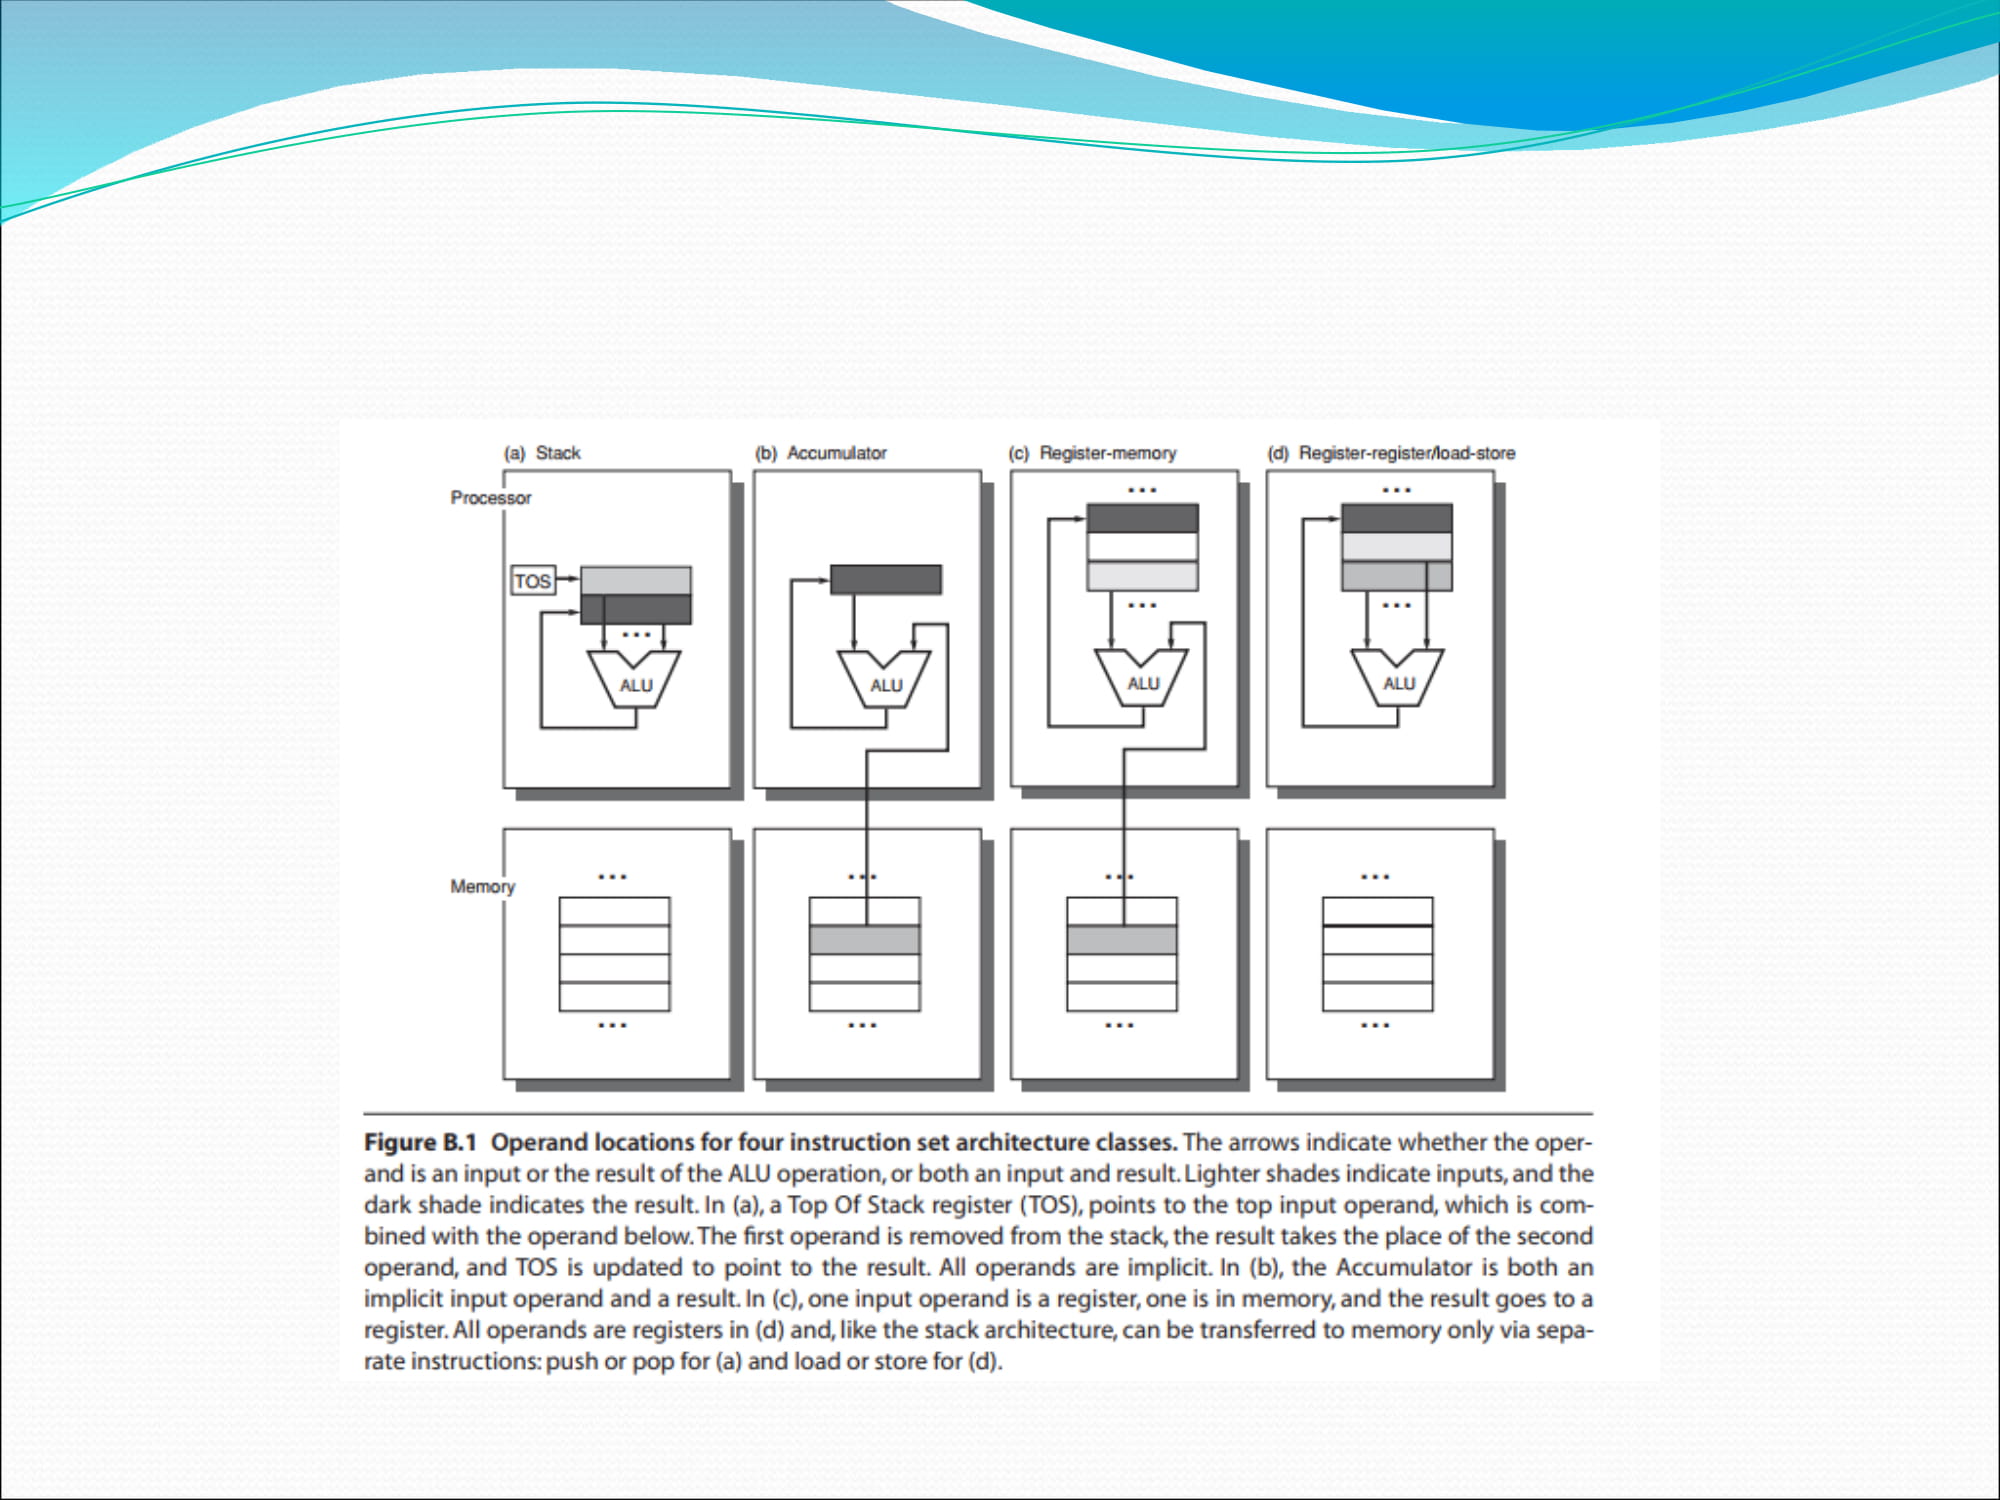 (a) Stack
(b) Accumulator
(c) Register-memory
(d) Register-register/load-store
Processor
...
...
TOS
...
...
...
ALU
ALU
ALU
ALU
Memory
...
...
...
...
...
...
...
...
Figure B.1 Operand locations for four instruction set architecture classes. The arrows indicate whether the oper-
and is an input or the result of the ALU operation, or both an input and result. Lighter shades indicate inputs, and the
dark shade indicates the result. In (a), a Top Of Stack register (TOS), points to the top input operand, which is com-
bined with the operand below. The first operand is removed from the stack, the result takes the place of the second
operand, and TOS is updated to point to the result. All operands are implicit. In (b), the Accumulator is both an
implicit input operand and a result. In (c), one input operand is a register, one is in memory, and the result goes to a
register. All operands are registers in (d) and, like the stack architecture, can be transferred to memory only via sepa-
rate instructions: push or pop for (a) and load or store for (d).